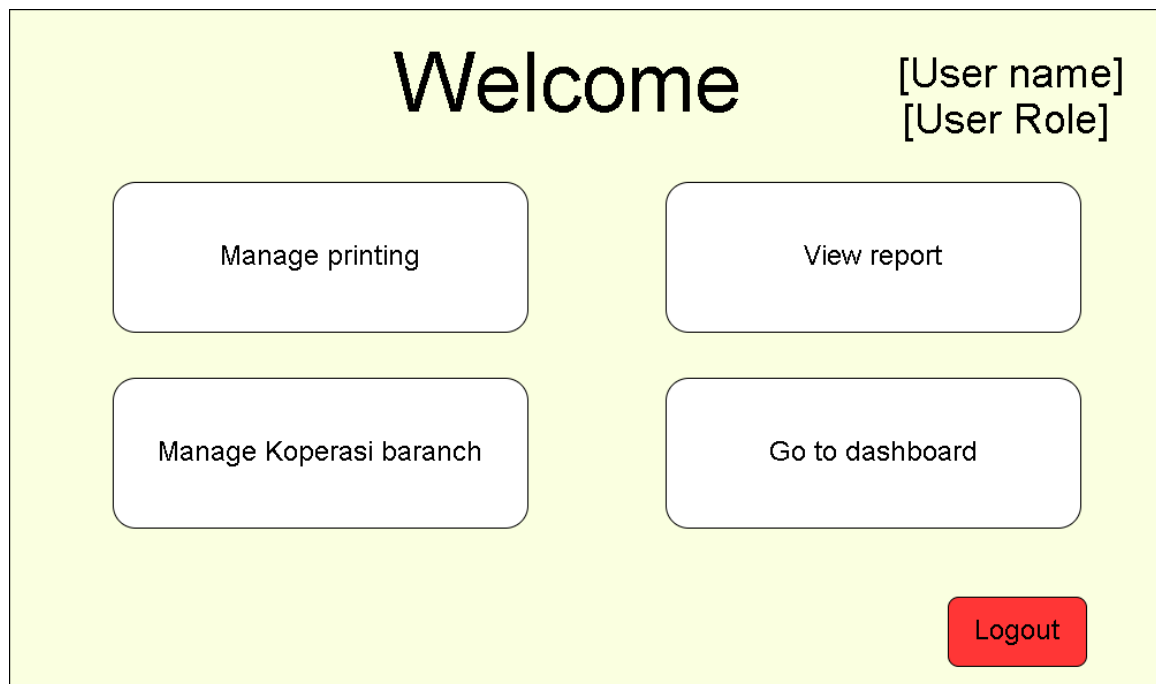 Welcome
[User name]
[User Role]
Manage printing
View report
Manage Koperasi baranch
Go to dashboard
Logout